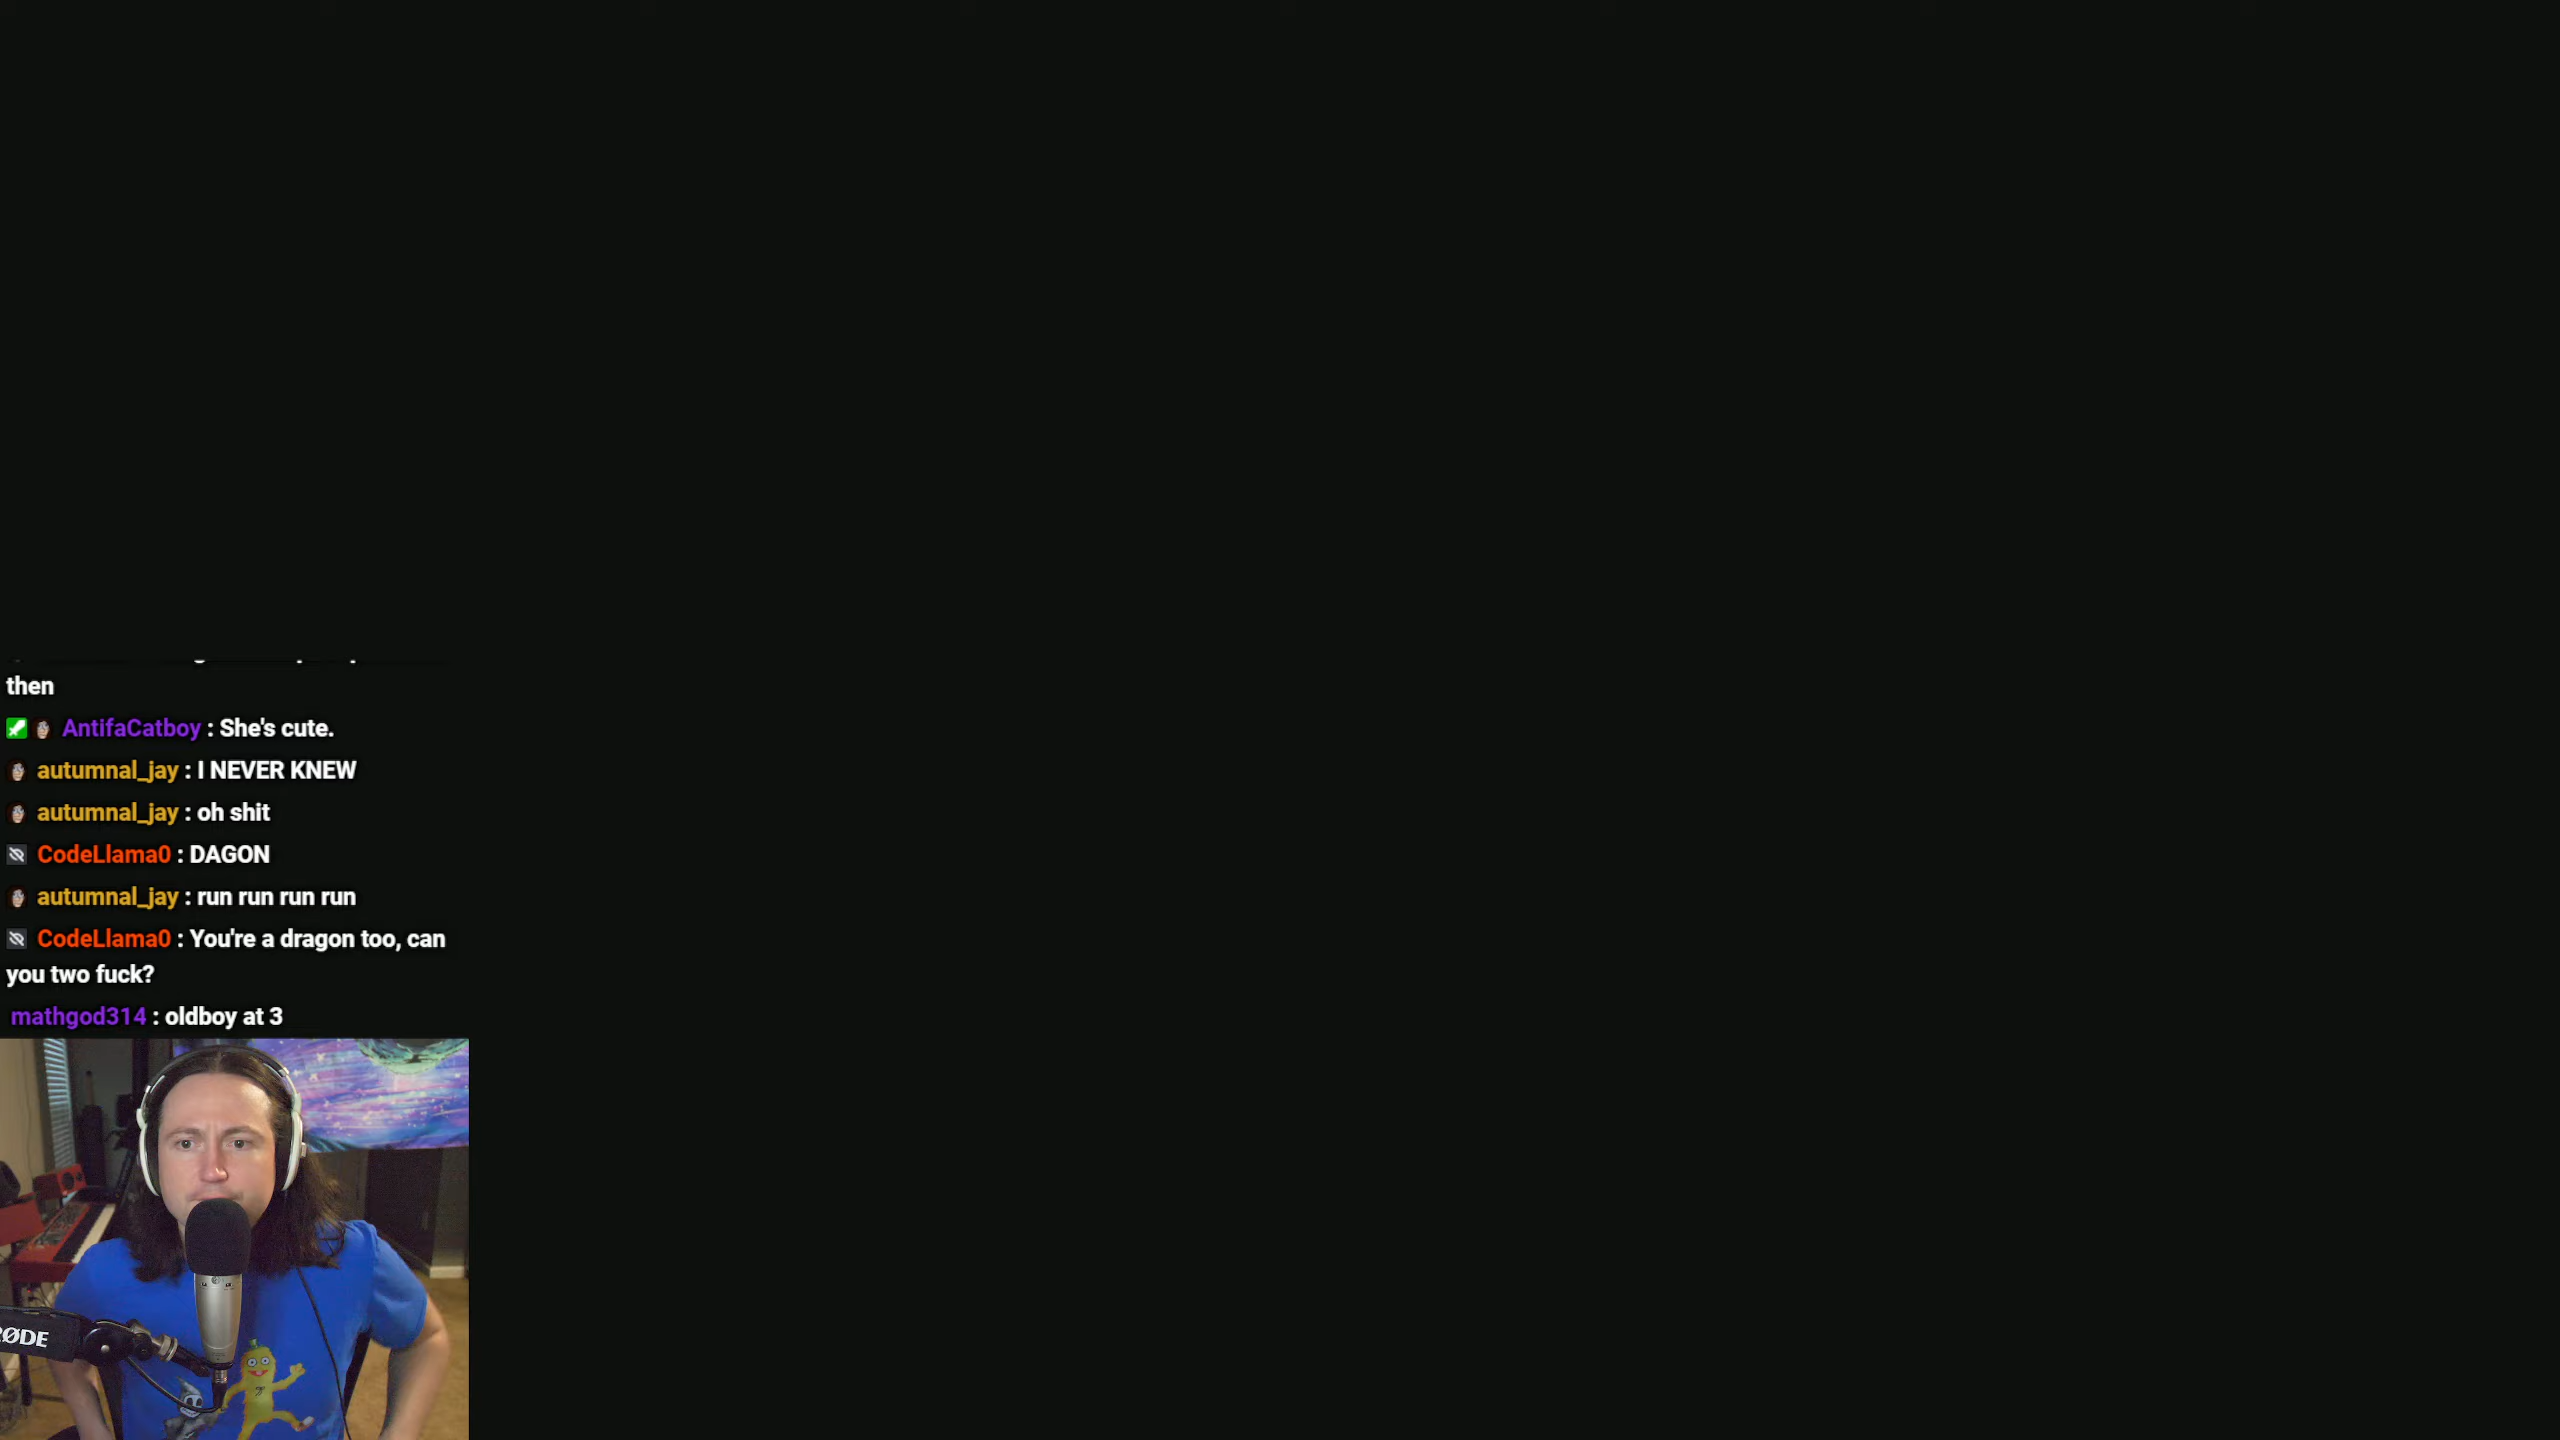 then
AntifaCatboy : She's cute.
autumnal_jay : I NEVER KNEW
autumnal_jay : oh shit
CodeLlama0 : DAGON
autumnal_jay : run run run run
CodeLlama0 : You're a dragon too, can
you two fuck?
mathgod314 : oldboy at 3
RØDE